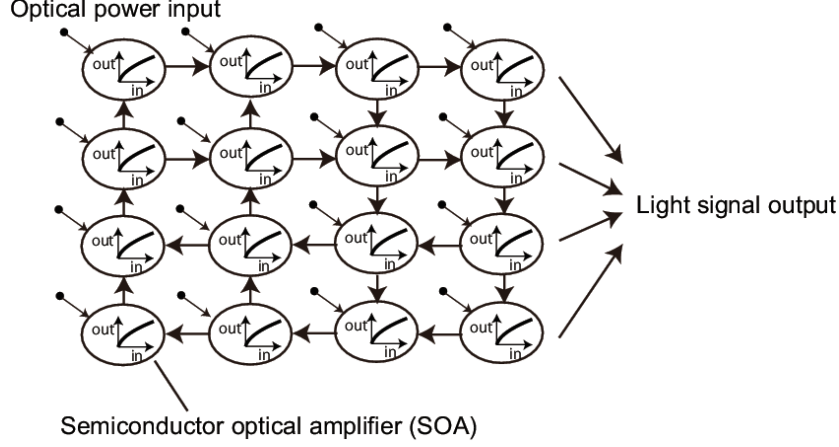 Optical power input
out in out in out in out in
out in out in out in out in
out in out in out in out in
out in out in out in out in
Light signal output
Semiconductor optical amplifier (SOA)